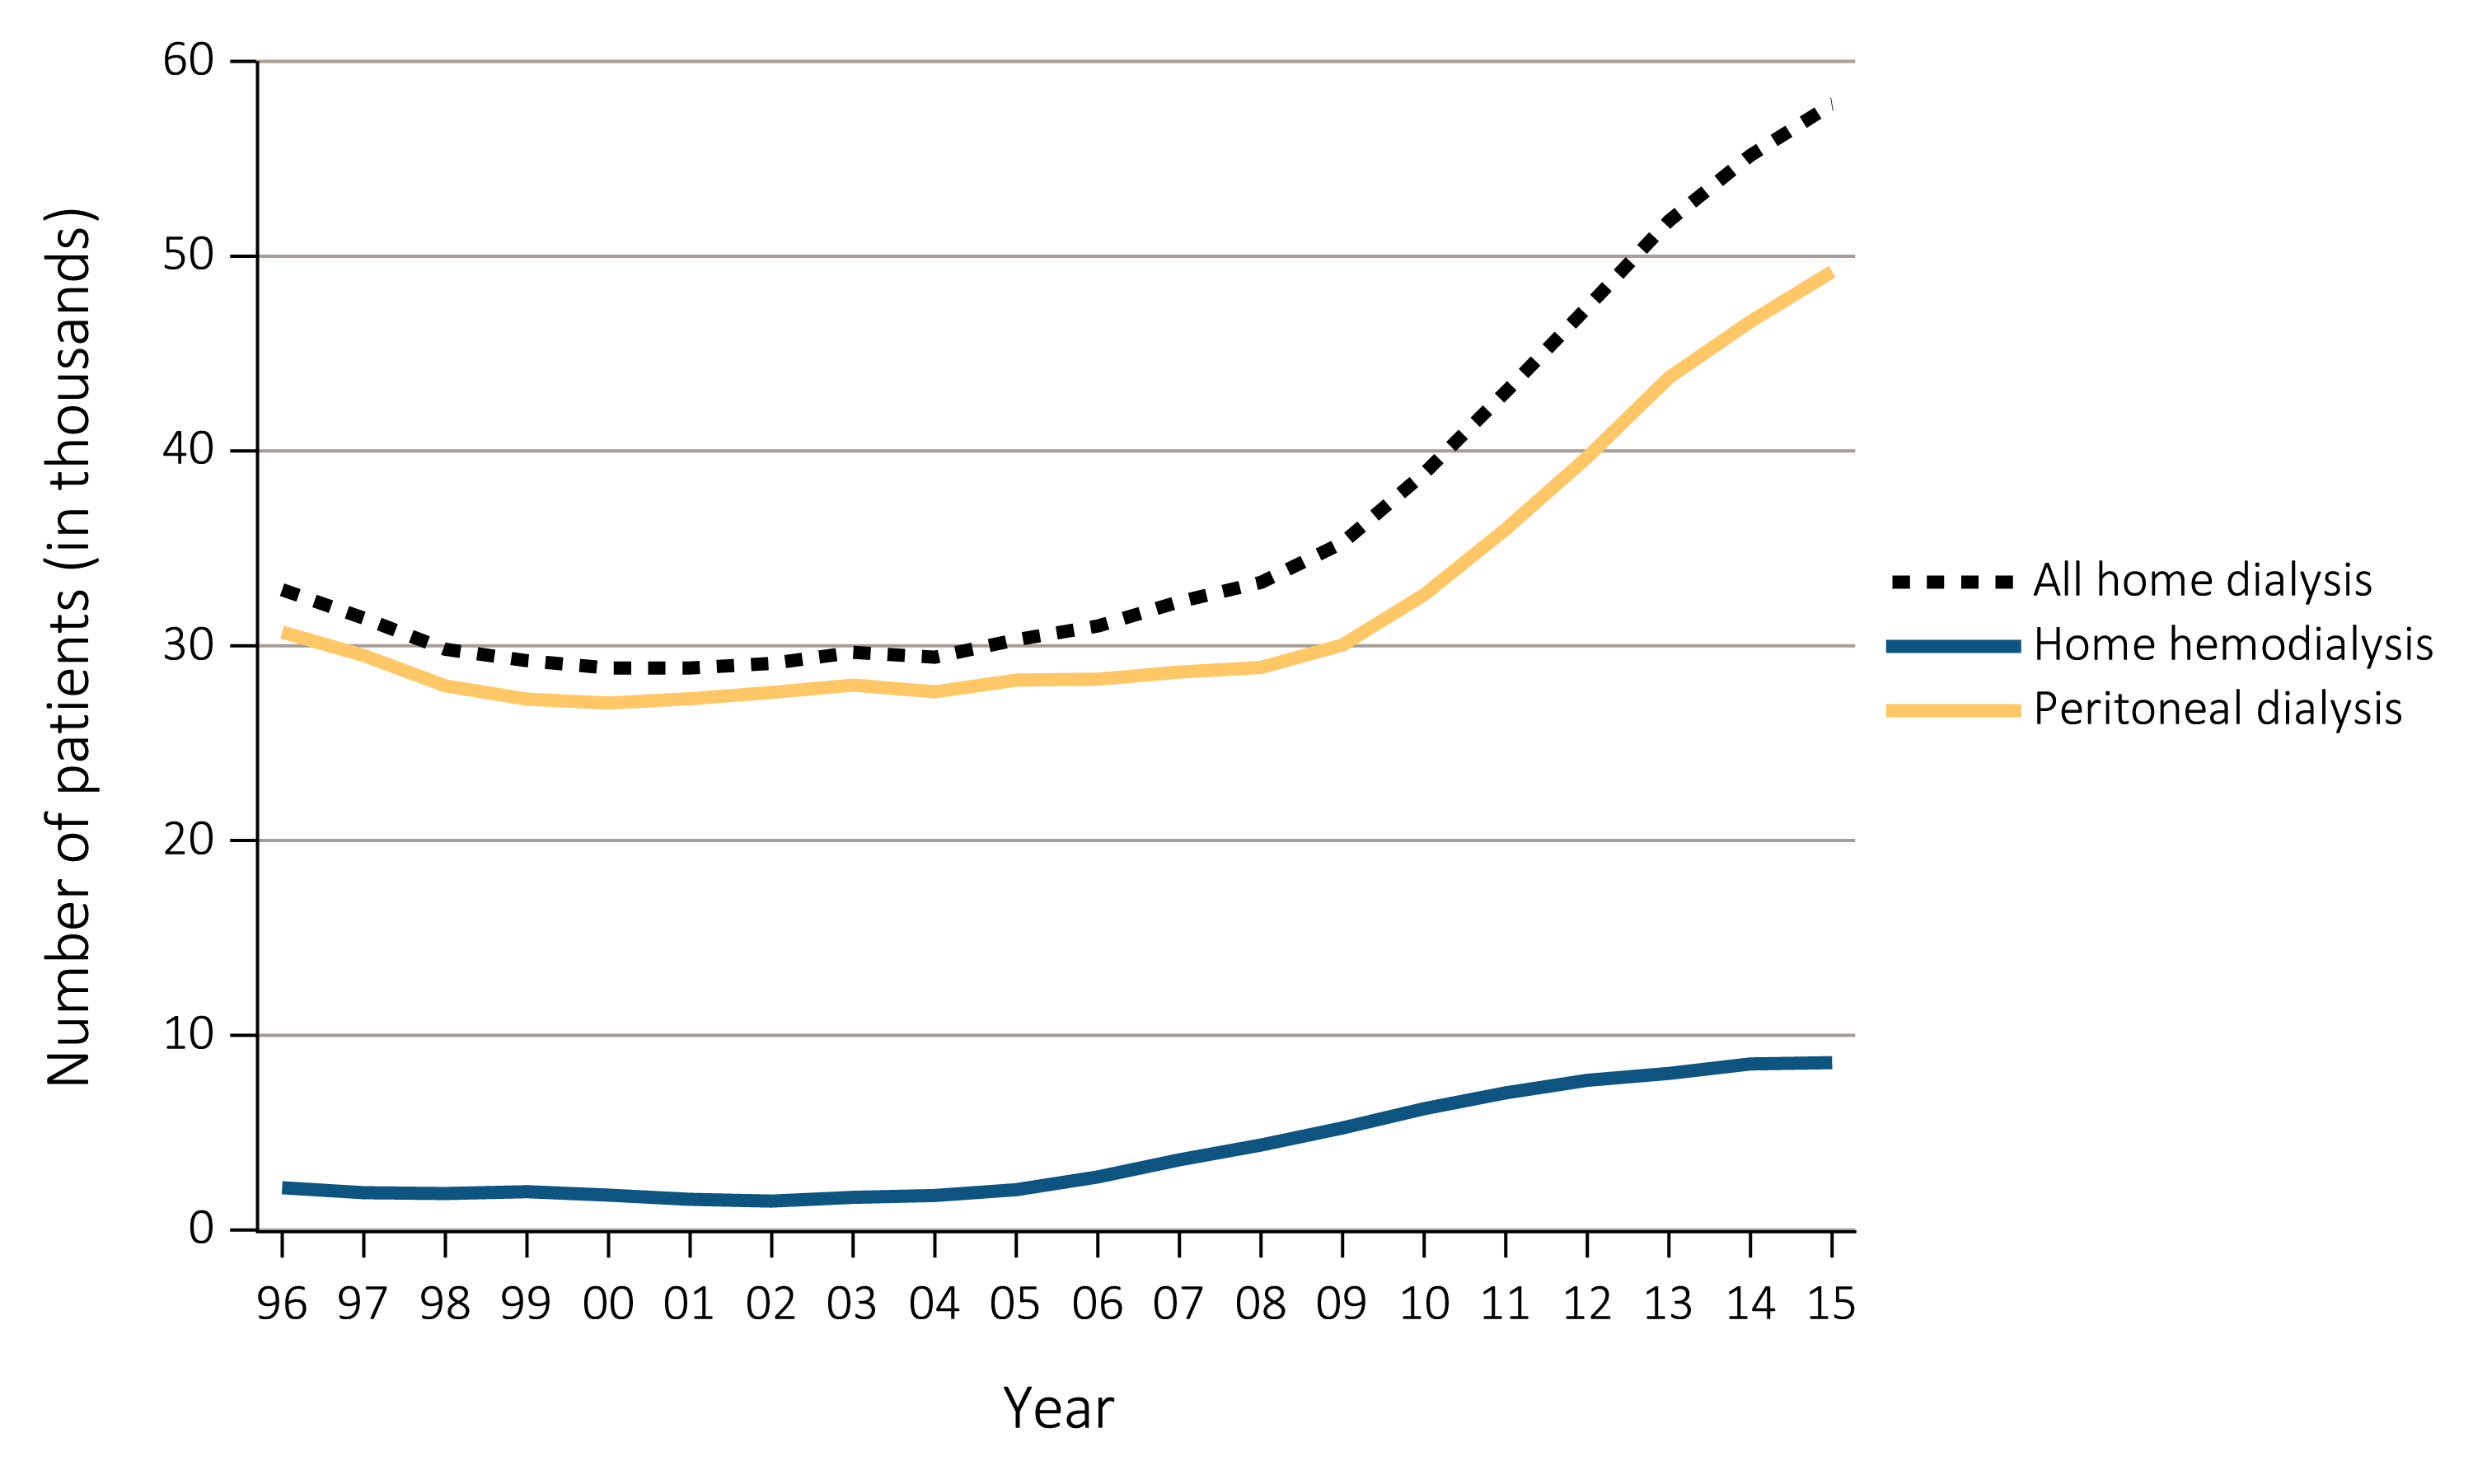 Number of patients (in thousands)
60
50
40
30
20
10
0
96 97 98 99 00 01 02 03 04 05 06 07 08 09 10 11 12 13 14 15
Year
All home dialysis
Home hemodialysis
Peritoneal dialysis